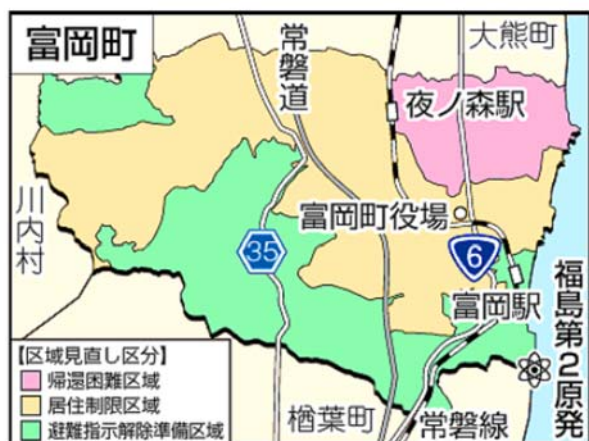 富岡町
常磐道
大熊町
夜ノ森駅
川内村
富岡町役場
35
6
富岡駅
福島第2原発
【区域見直し区分】
帰還困難区域
居住制限区域
避難指示解除準備区域
楢葉町
常磐線